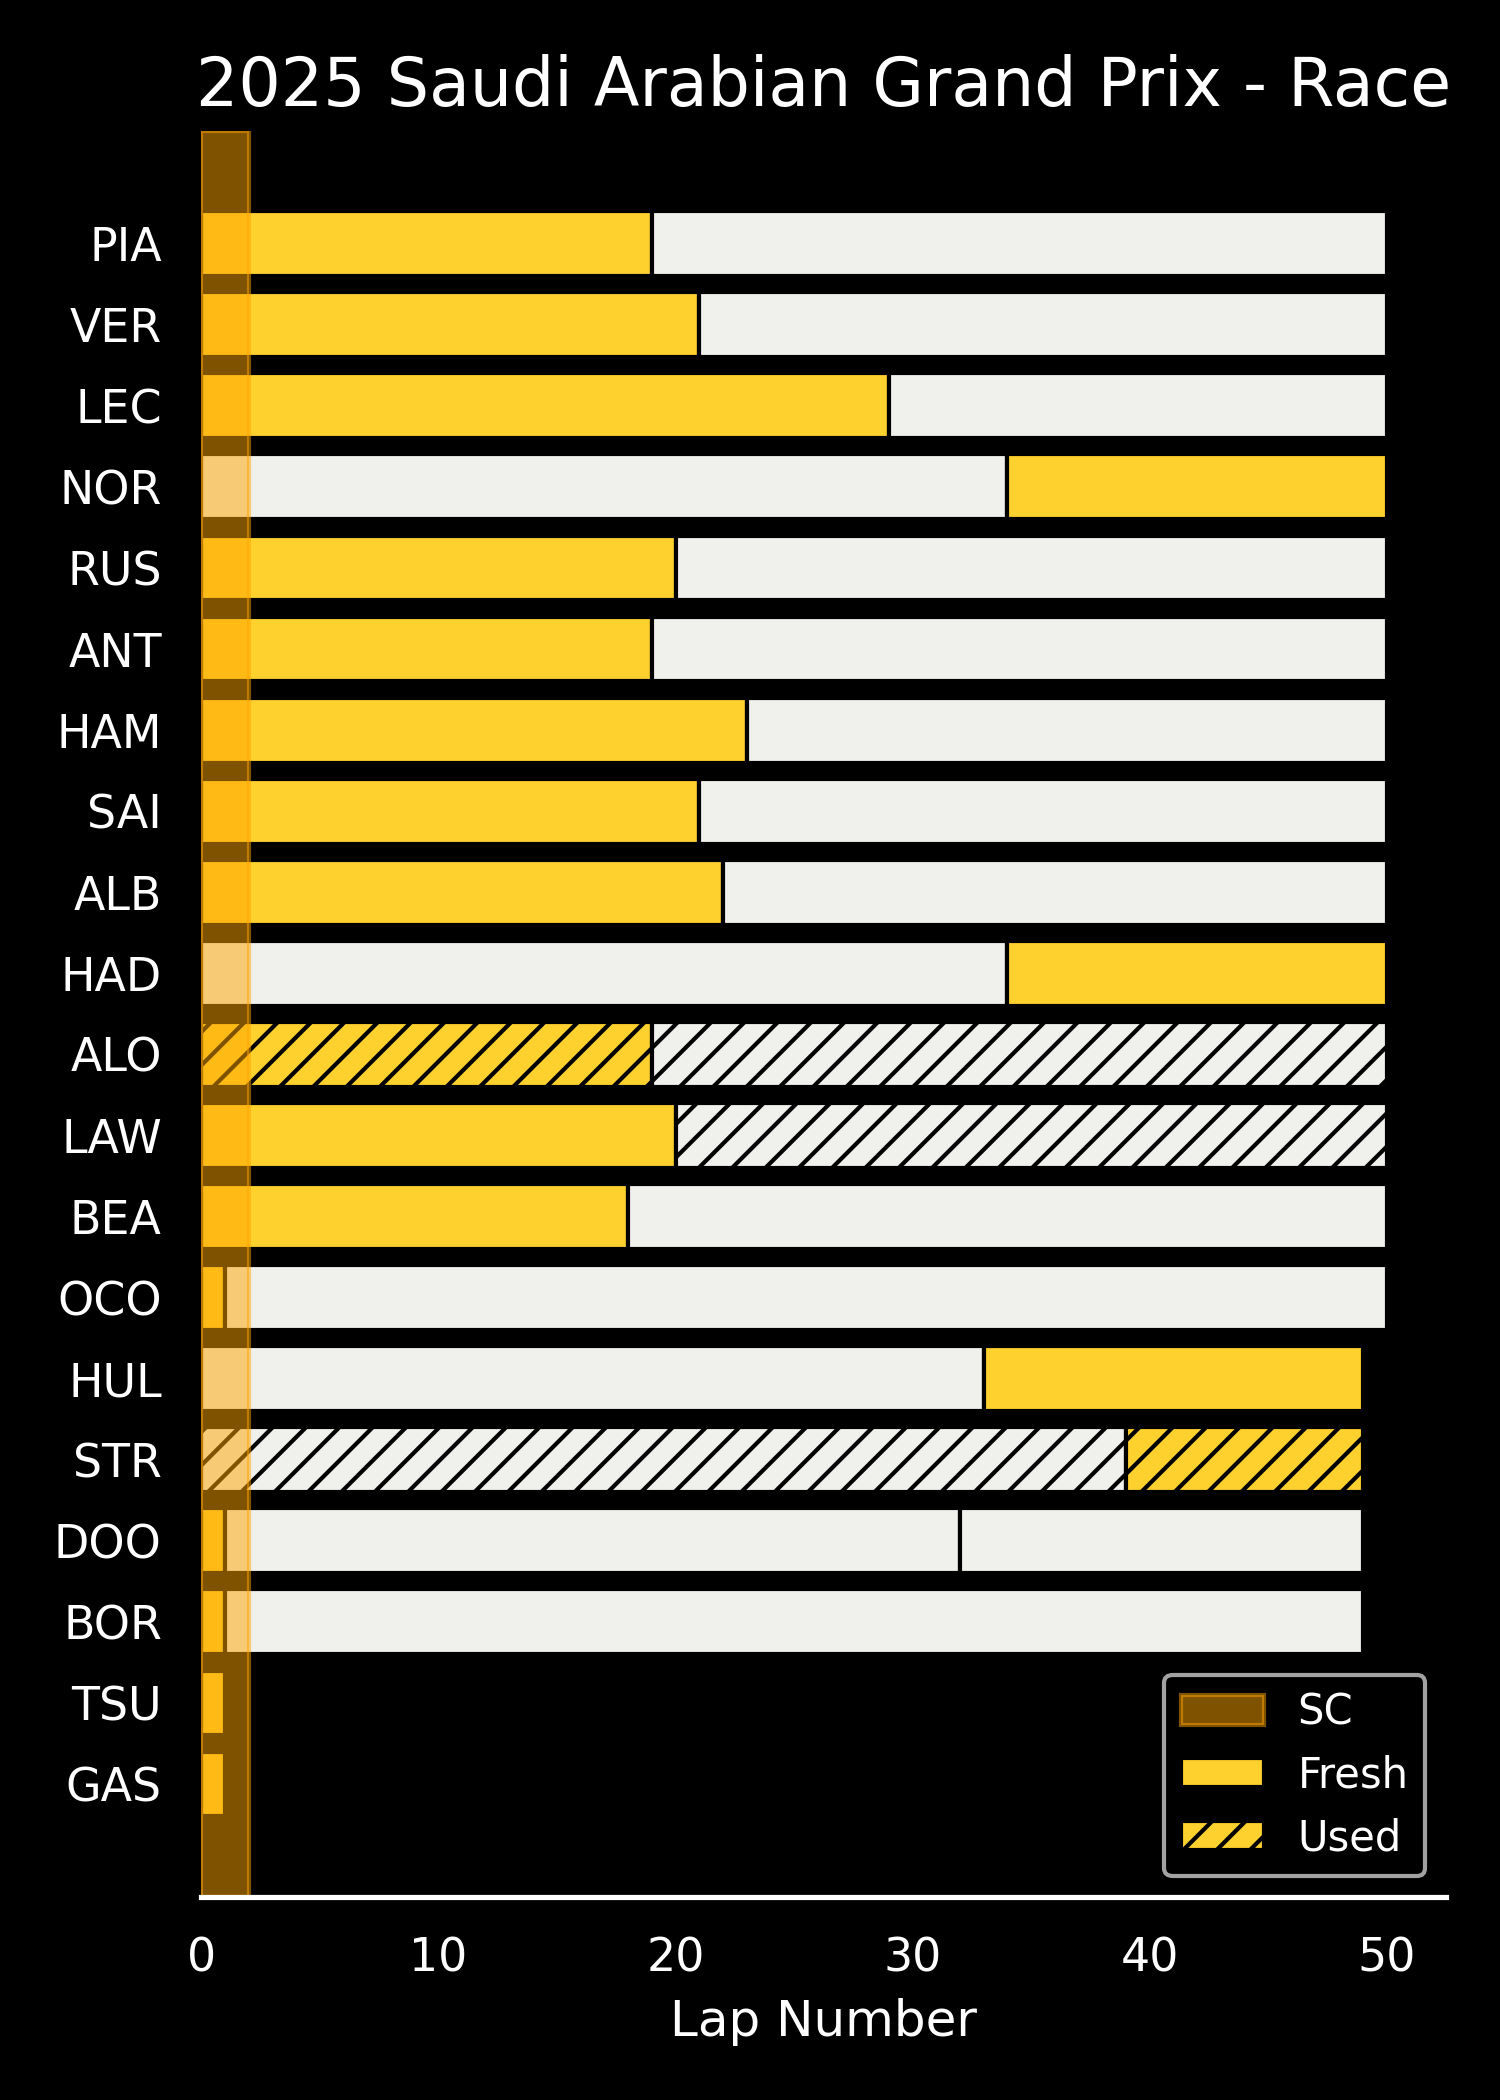 2025 Saudi Arabian Grand Prix - Race
PIA
VER
LEC
NOR
RUS
ANT
HAM
SAI
ALB
HAD
ALO
LAW
BEA
OCO
HUL
STR
DOO
BOR
TSU
GAS
SC
Fresh
Used
0 10 20 30 40 50
Lap Number